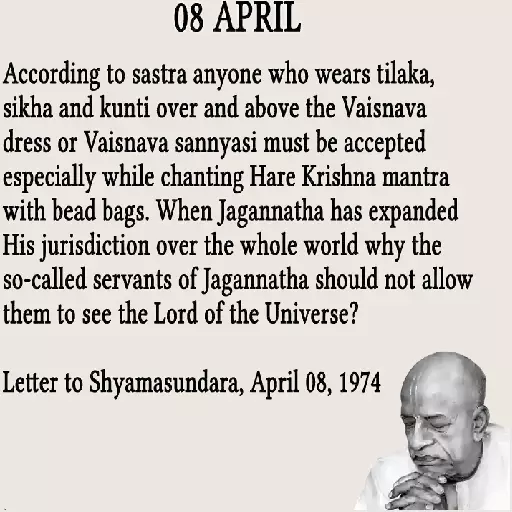 08 APRIL
According to sastra anyone who wears tilaka,
sikha and kunti over and above the Vaisnava
dress or Vaisnava sannyasi must be accepted
especially while chanting Hare Krishna mantra
with bead bags. When Jagannatha has expanded
His jurisdiction over the whole world why the
so-called servants of Jagannatha should not allow
them to see the Lord of the Universe?
Letter to Shyamasundara, April 08, 1974